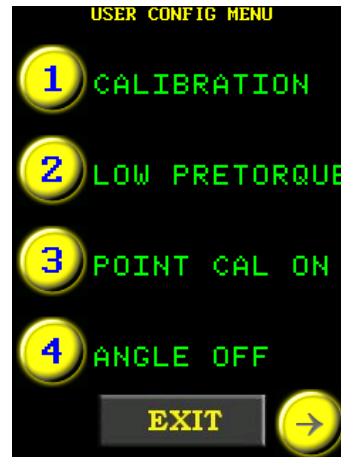 USER CONFIG MENU
1 CALIBRATION
2 LOW PRETORQUE
3 POINT CAL ON
4 ANGLE OFF
EXIT →